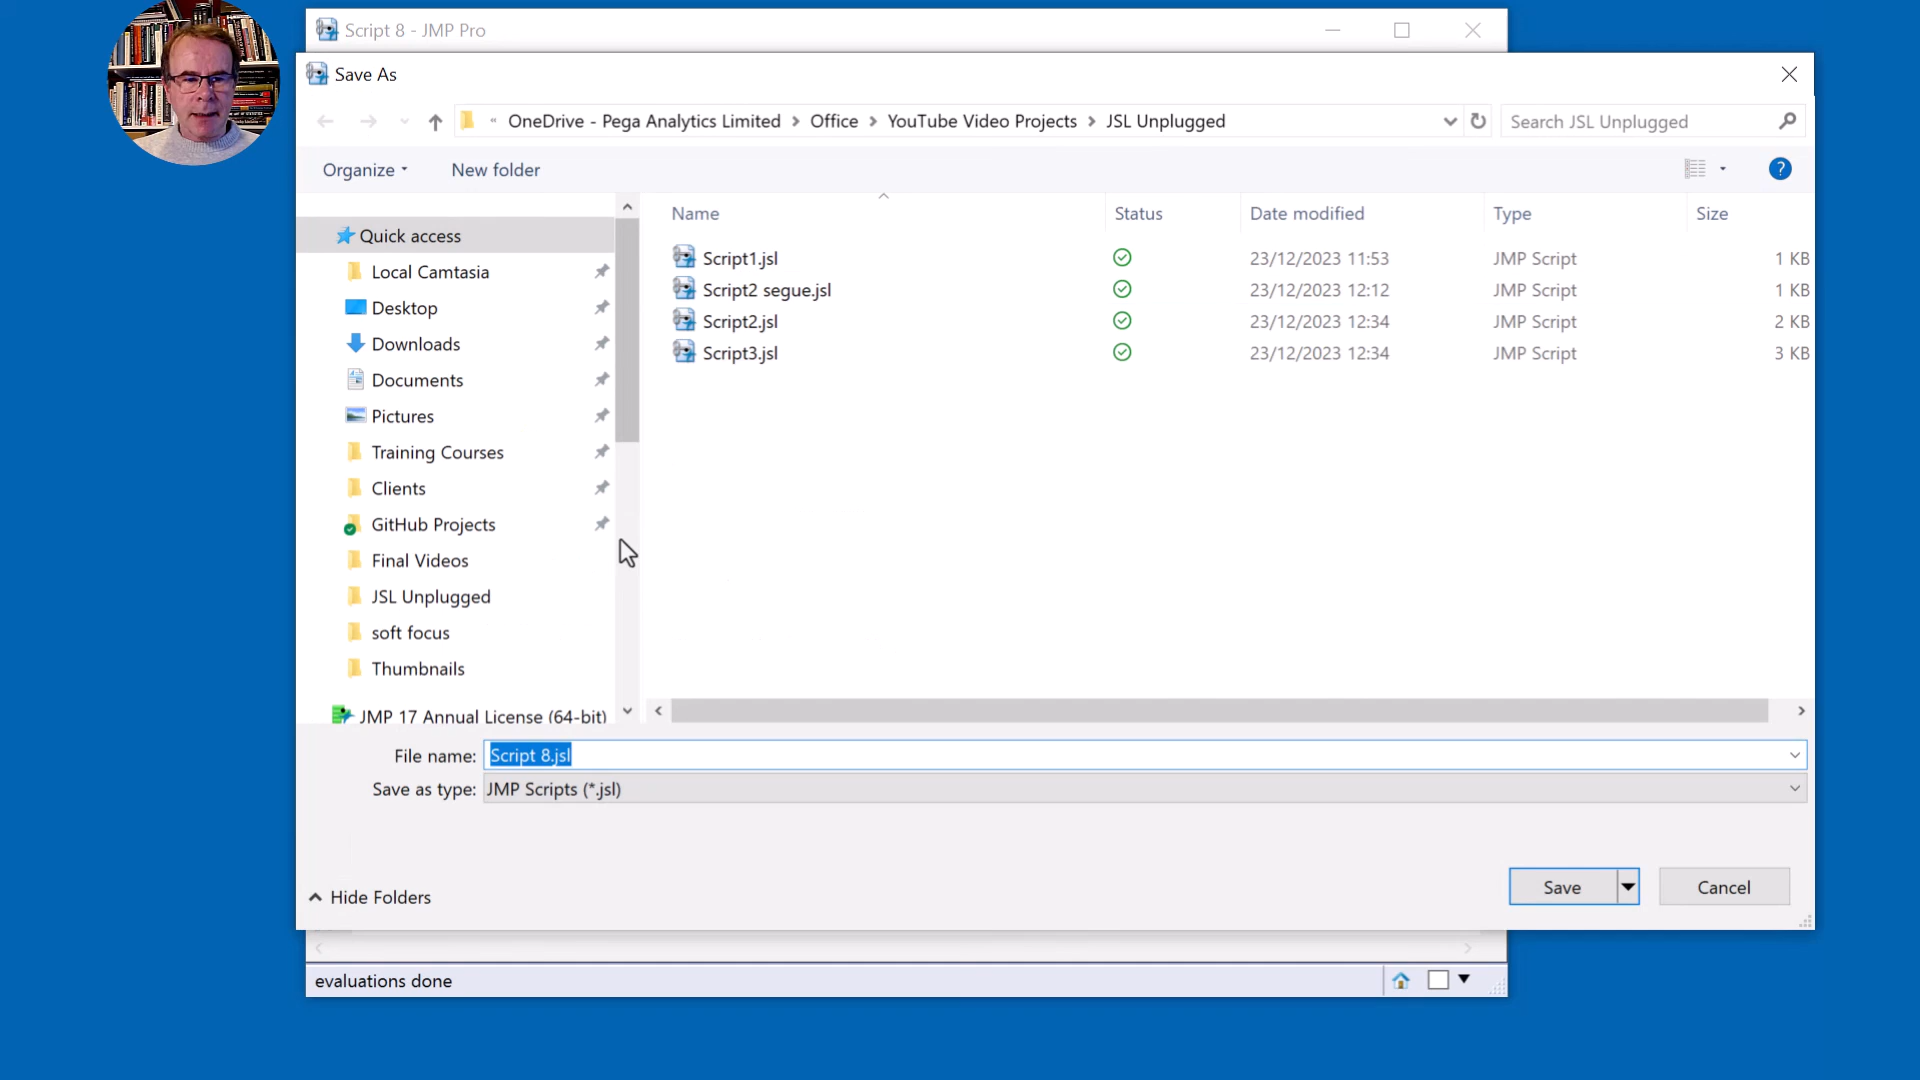 Script 8 - JMP Pro
Save As
« OneDrive - Pega Analytics Limited > Office > YouTube Video Projects > JSL Unplugged
Search JSL Unplugged
Organize
New folder
?
Name Status Date modified Type Size
Script1.jsl 23/12/2023 11:53 JMP Script 1 KB
Script2 segue.jsl 23/12/2023 12:12 JMP Script 1 KB
Script2.jsl 23/12/2023 12:34 JMP Script 2 KB
Script3.jsl 23/12/2023 12:34 JMP Script 3 KB
Quick access
Local Camtasia
Desktop
Downloads
Documents
Pictures
Training Courses
Clients
GitHub Projects
Final Videos
JSL Unplugged
soft focus
Thumbnails
JMP 17 Annual License (64-bit)
File name: Script 8.jsl
Save as type: JMP Scripts (*.jsl)
Hide Folders
Save
Cancel
evaluations done